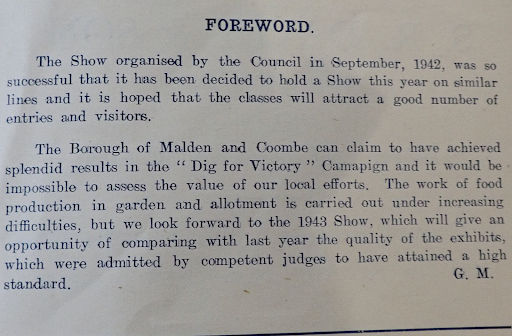 FOREWORD.
The Show organised by the Council in September, 1942, was so
successful that it has been decided to hold a Show this year on similar
lines and it is hoped that the classes will attract a good number of
entries and visitors.
The Borough of Malden and Coombe can claim to have achieved
splendid results in the “ Dig for Victory ” Camapign and it would be
impossible to assess the value of our local efforts. The work of food
production in garden and allotment is carried out under increasing
difficulties, but we look forward to the 1943 Show, which will give an
opportunity of comparing with last year the quality of the exhibits,
which were admitted by competent judges to have attained a high
standard.
G. M.